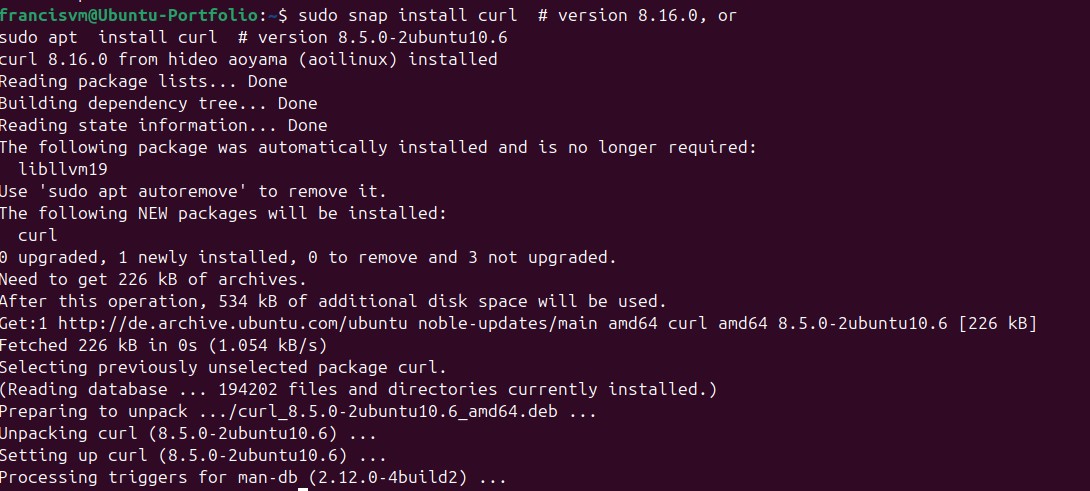 francisvm@Ubuntu-Portfolio:~$ sudo snap install curl  # version 8.16.0, or
sudo apt  install curl  # version 8.5.0-2ubuntu10.6
curl 8.16.0 from hideo aoyama (aoilinux) installed
Reading package lists... Done
Building dependency tree... Done
Reading state information... Done
The following package was automatically installed and is no longer required:
  libllvm19
Use 'sudo apt autoremove' to remove it.
The following NEW packages will be installed:
  curl
0 upgraded, 1 newly installed, 0 to remove and 3 not upgraded.
Need to get 226 kB of archives.
After this operation, 534 kB of additional disk space will be used.
Get:1 http://de.archive.ubuntu.com/ubuntu noble-updates/main amd64 curl amd64 8.5.0-2ubuntu10.6 [226 kB]
Fetched 226 kB in 0s (1.054 kB/s)
Selecting previously unselected package curl.
(Reading database ... 194202 files and directories currently installed.)
Preparing to unpack .../curl_8.5.0-2ubuntu10.6_amd64.deb ...
Unpacking curl (8.5.0-2ubuntu10.6) ...
Setting up curl (8.5.0-2ubuntu10.6) ...
Processing triggers for man-db (2.12.0-4build2) ...